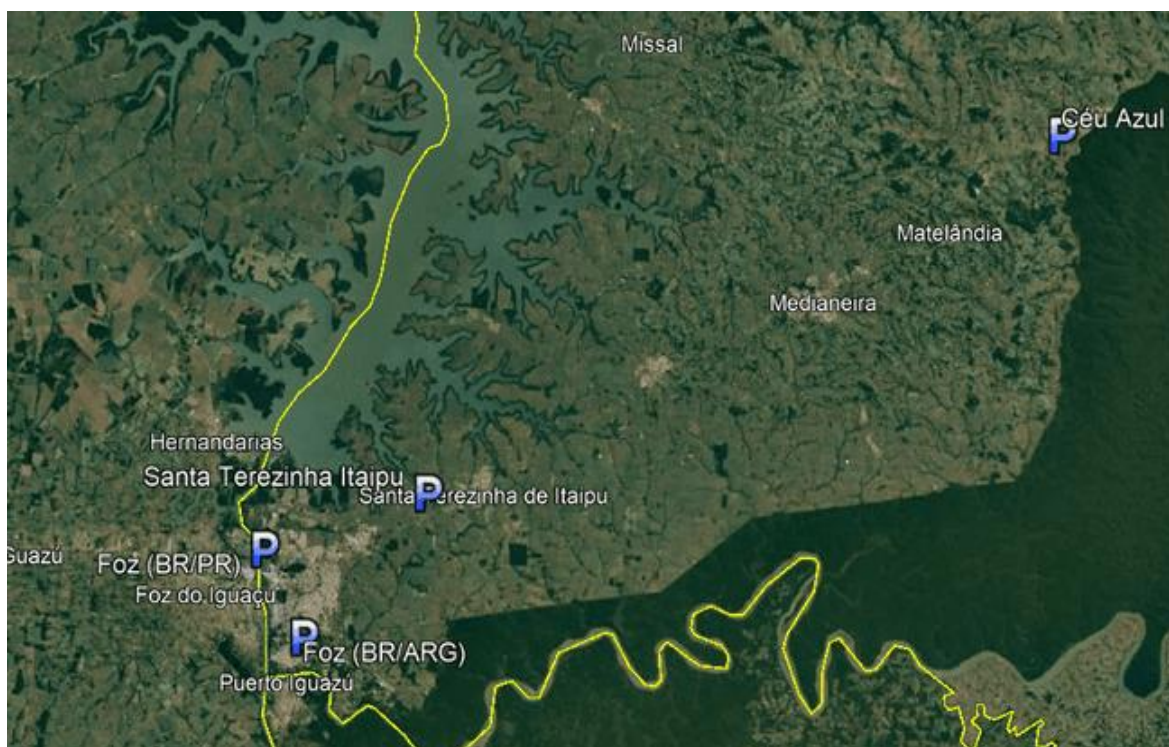 Missal
P
Céu Azul
Matelândia
Medianeira
Hernandarias
Santa Terezinha Itaipu
P
Santa Terezinha de Itaipu
P
Guazú
Foz (BR/PR)
Foz do Iguaçu
P
Foz (BR/ARG)
Puerto Iguazú